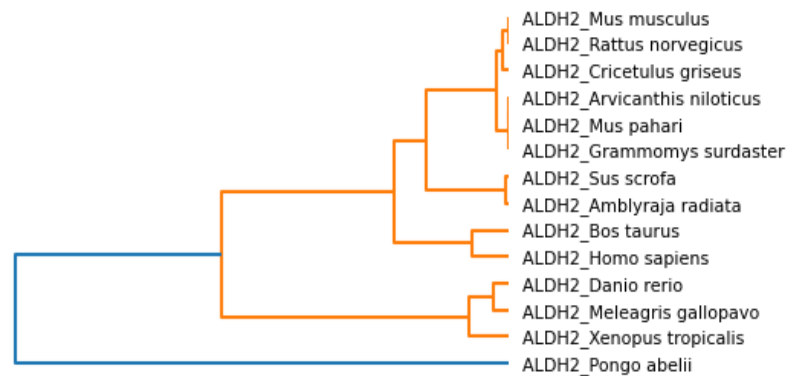 ALDH2_Mus musculus
ALDH2_Rattus norvegicus
ALDH2_Cricetulus griseus
ALDH2_Arvicanthis niloticus
ALDH2_Mus pahari
ALDH2_Grammomys surdaster
ALDH2_Sus scrofa
ALDH2_Amblyraja radiata
ALDH2_Bos taurus
ALDH2_Homo sapiens
ALDH2_Danio rerio
ALDH2_Meleagris gallopavo
ALDH2_Xenopus tropicalis
ALDH2_Pongo abelii